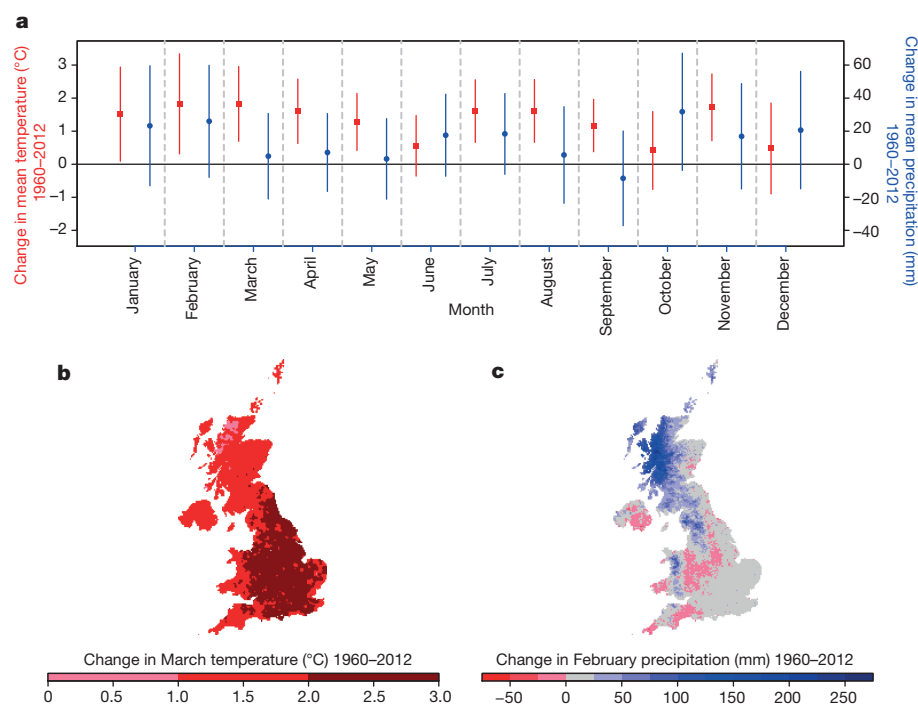 a
Change in mean temperature (°C)
1960–2012
3
2
1
0
−1
−2
60
40
20
0
−20
−40
Change in mean precipitation (mm)
1960–2012
January
February
March
April
May
June
July
August
September
October
November
December
Month
b
c
Change in March temperature (°C) 1960–2012
0 0.5 1.0 1.5 2.0 2.5 3.0
Change in February precipitation (mm) 1960–2012
−50 0 50 100 150 200 250